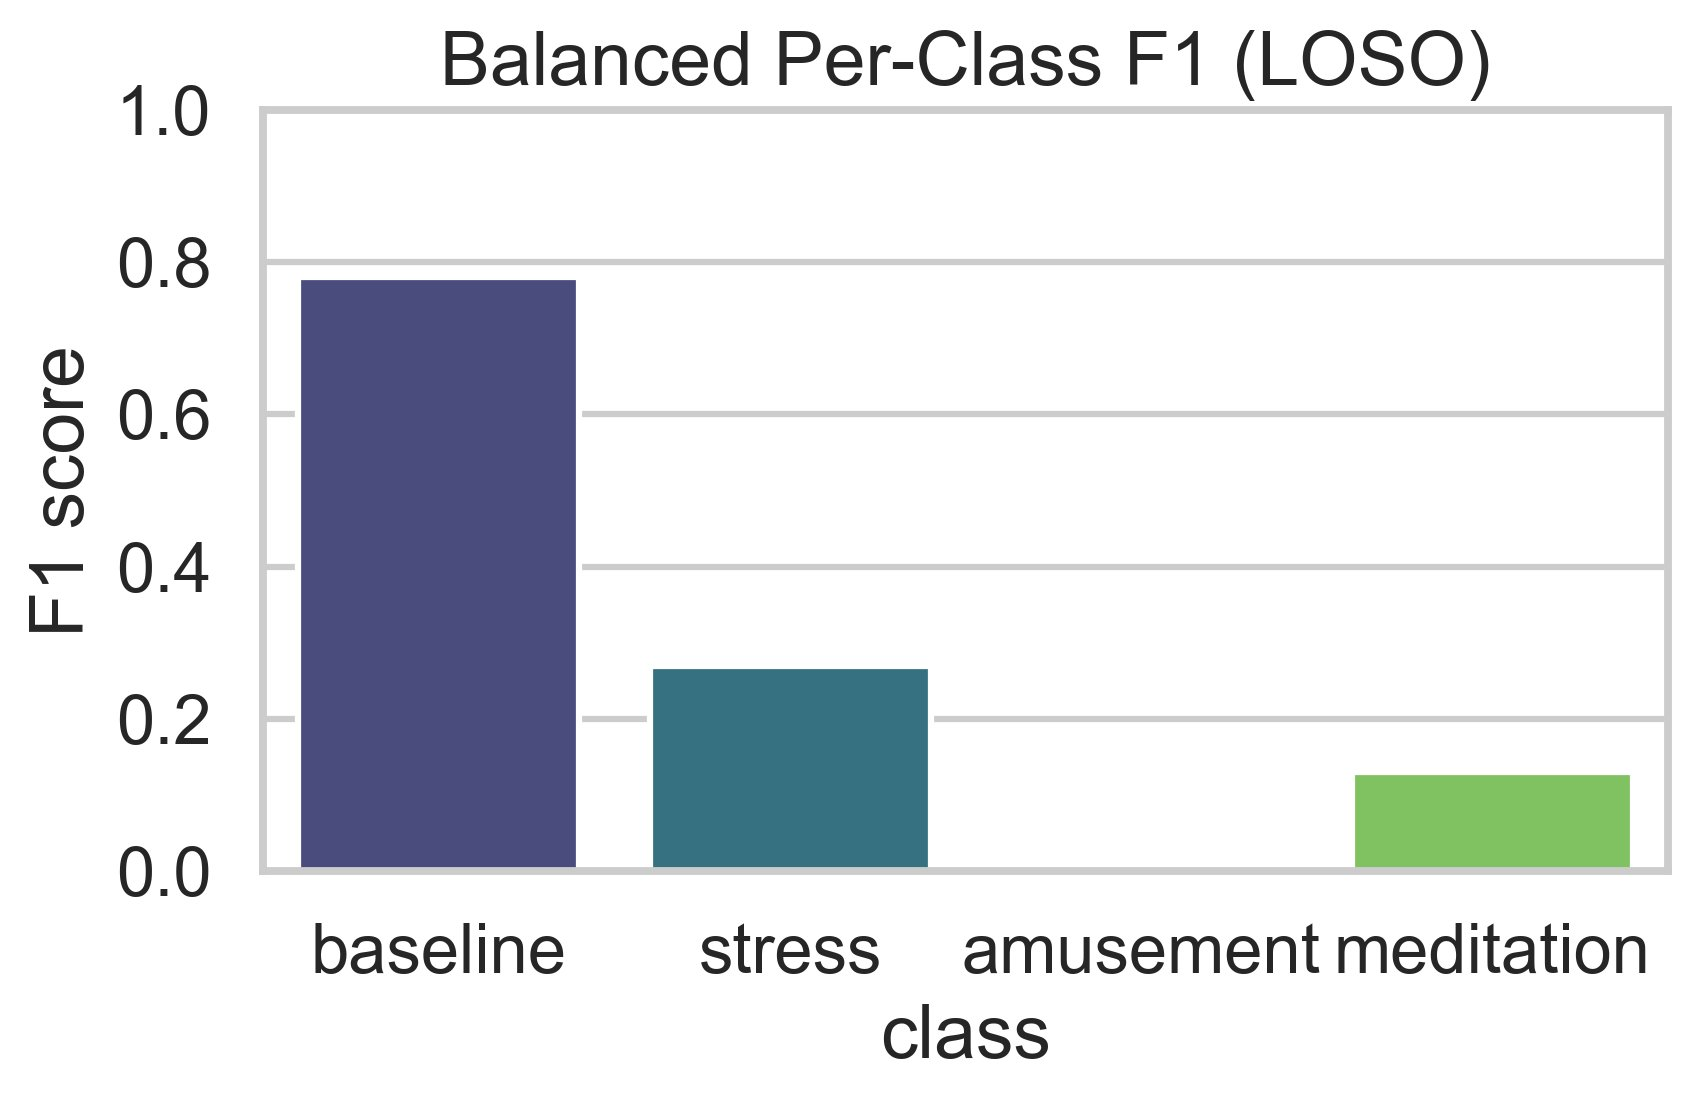 Balanced Per-Class F1 (LOSO)
1.0
0.8
0.6
0.4
0.2
0.0
F1 score
baseline stress amusement meditation
class